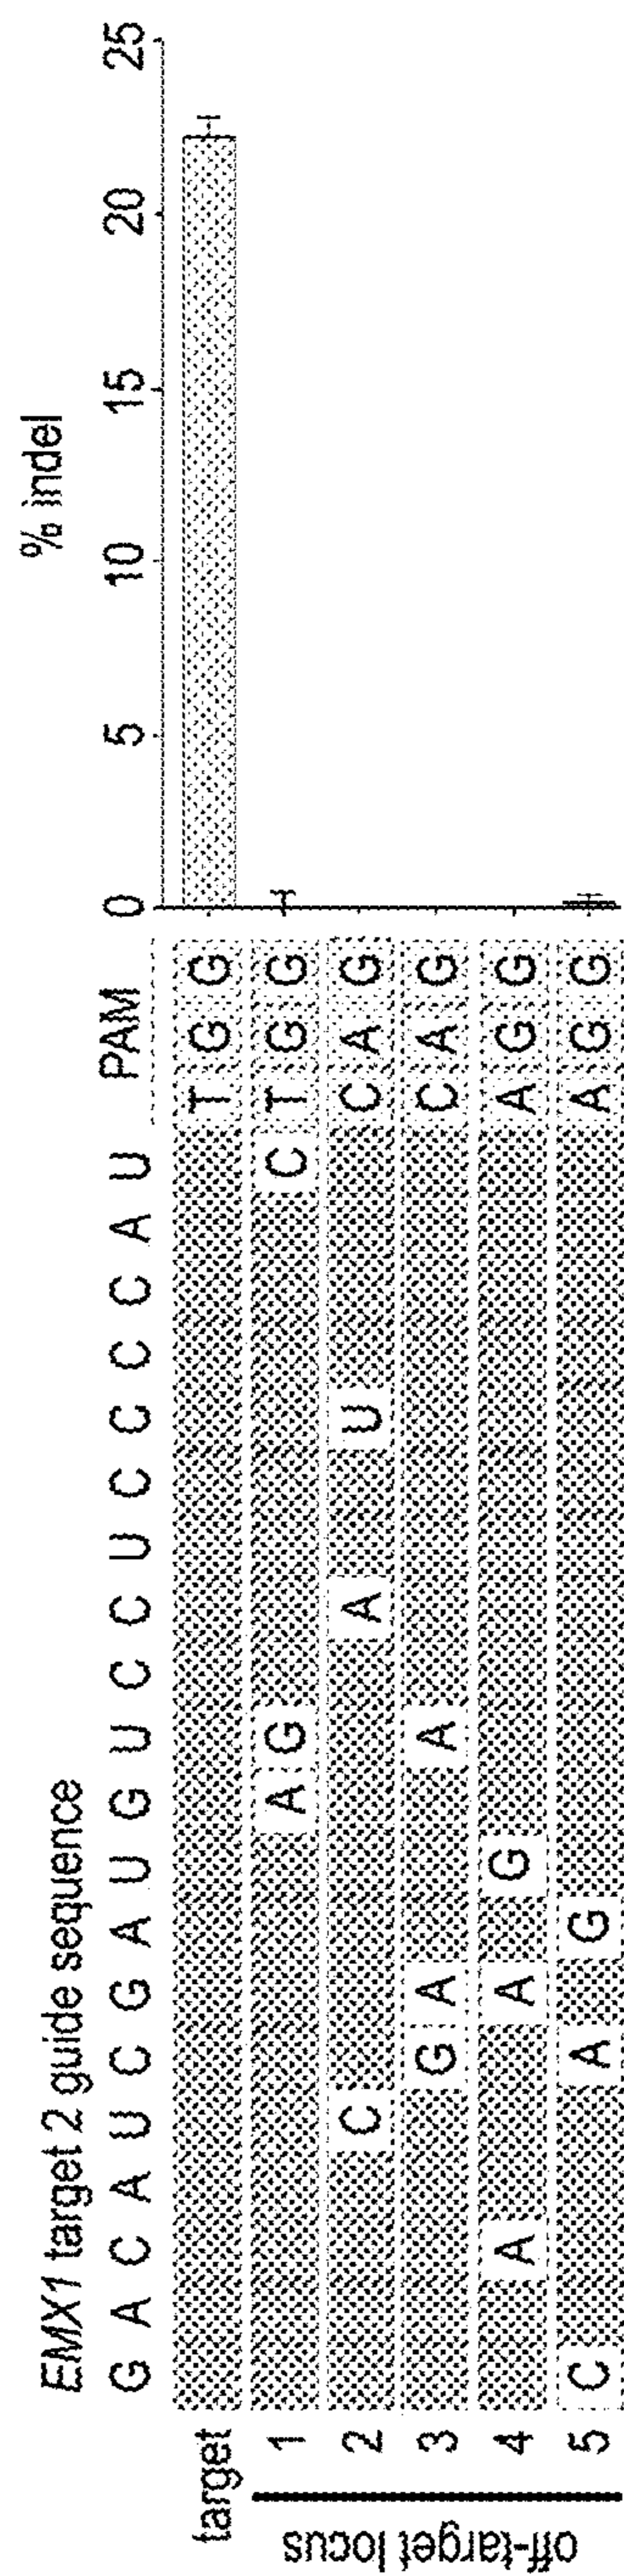 EMX1 target 2 guide sequence
% indel
G A C A U C G A U G U C C U C C C C A U PAM
0 5 10 15 20 25
target T G G
off-target locus
1 A G C T G G
2 C A U C A G
3 G A A C A G
4 A A G A G G
5 C A G A G G